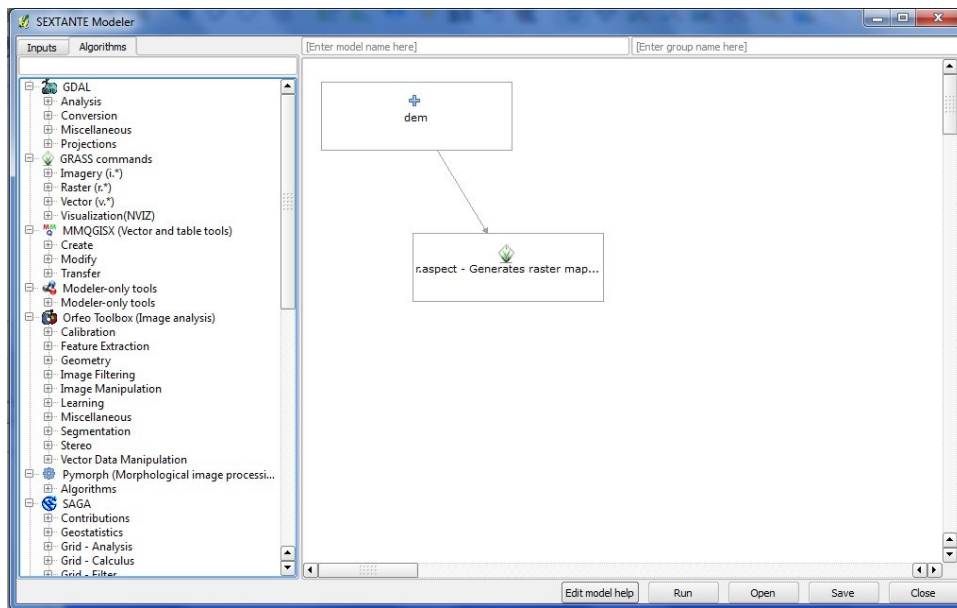 SEXTANTE Modeler
Inputs
Algorithms
[Enter model name here]
[Enter group name here]
GDAL
Analysis
Conversion
Miscellaneous
Projections
GRASS commands
Imagery (i.*)
Raster (r.*)
Vector (v.*)
Visualization(NVIZ)
MMQGISX (Vector and table tools)
Create
Modify
Transfer
Modeler-only tools
Modeler-only tools
Orfeo Toolbox (Image analysis)
Calibration
Feature Extraction
Geometry
Image Filtering
Image Manipulation
Learning
Miscellaneous
Segmentation
Stereo
Vector Data Manipulation
Pymorph (Morphological image processi...
Algorithms
SAGA
Contributions
Geostatistics
Grid - Analysis
Grid - Calculus
Grid - Filter
dem
r.aspect - Generates raster map...
Edit model help
Run
Open
Save
Close